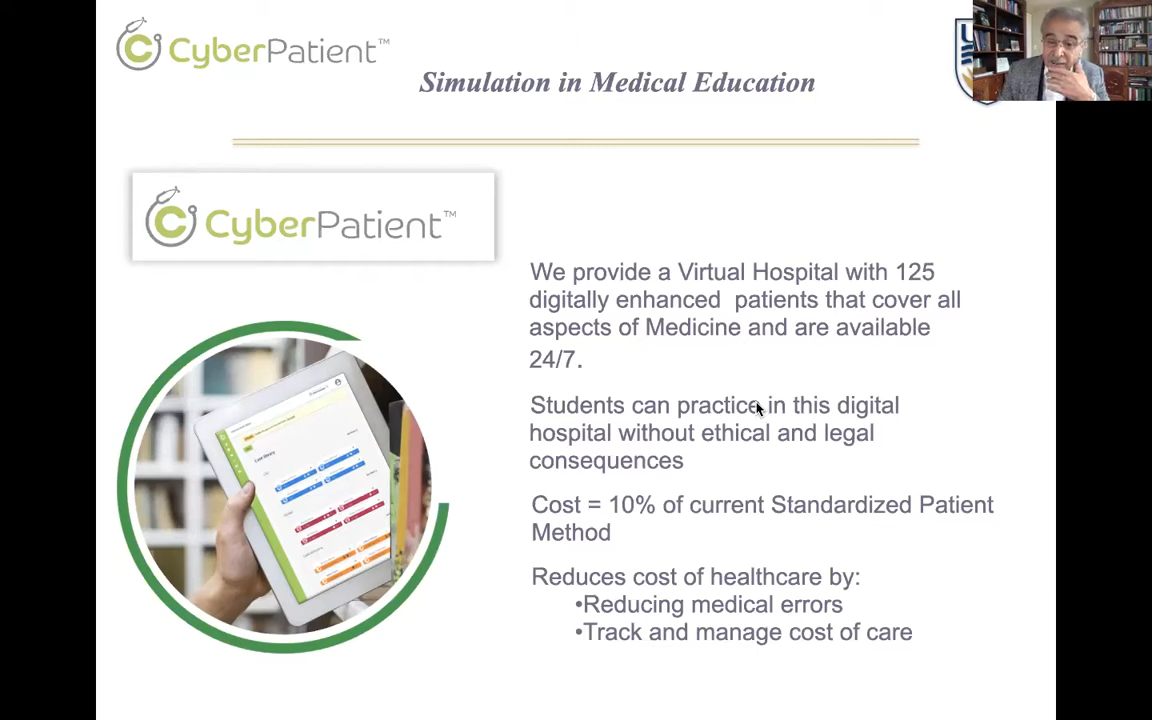 CyberPatient™
Simulation in Medical Education
CyberPatient™
We provide a Virtual Hospital with 125
digitally enhanced patients that cover all
aspects of Medicine and are available
24/7.
Students can practice in this digital
hospital without ethical and legal
consequences
Cost = 10% of current Standardized Patient
Method
Reduces cost of healthcare by:
•Reducing medical errors
•Track and manage cost of care
Case library